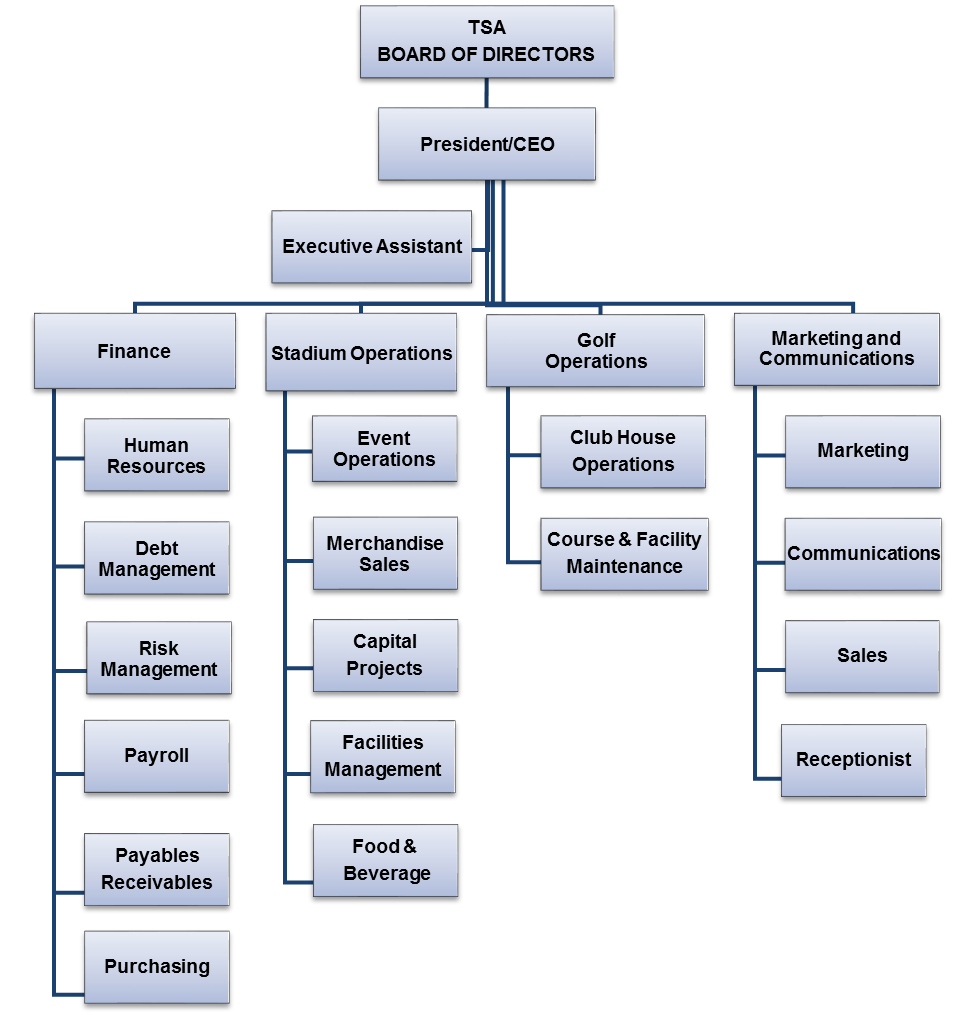 TSA
BOARD OF DIRECTORS
President/CEO
Executive Assistant
Finance
Stadium Operations
Golf
Operations
Marketing and
Communications
Human
Resources
Debt
Management
Risk
Management
Payroll
Payables
Receivables
Purchasing
Event
Operations
Merchandise
Sales
Capital
Projects
Facilities
Management
Food &
Beverage
Club House
Operations
Course & Facility
Maintenance
Marketing
Communications
Sales
Receptionist